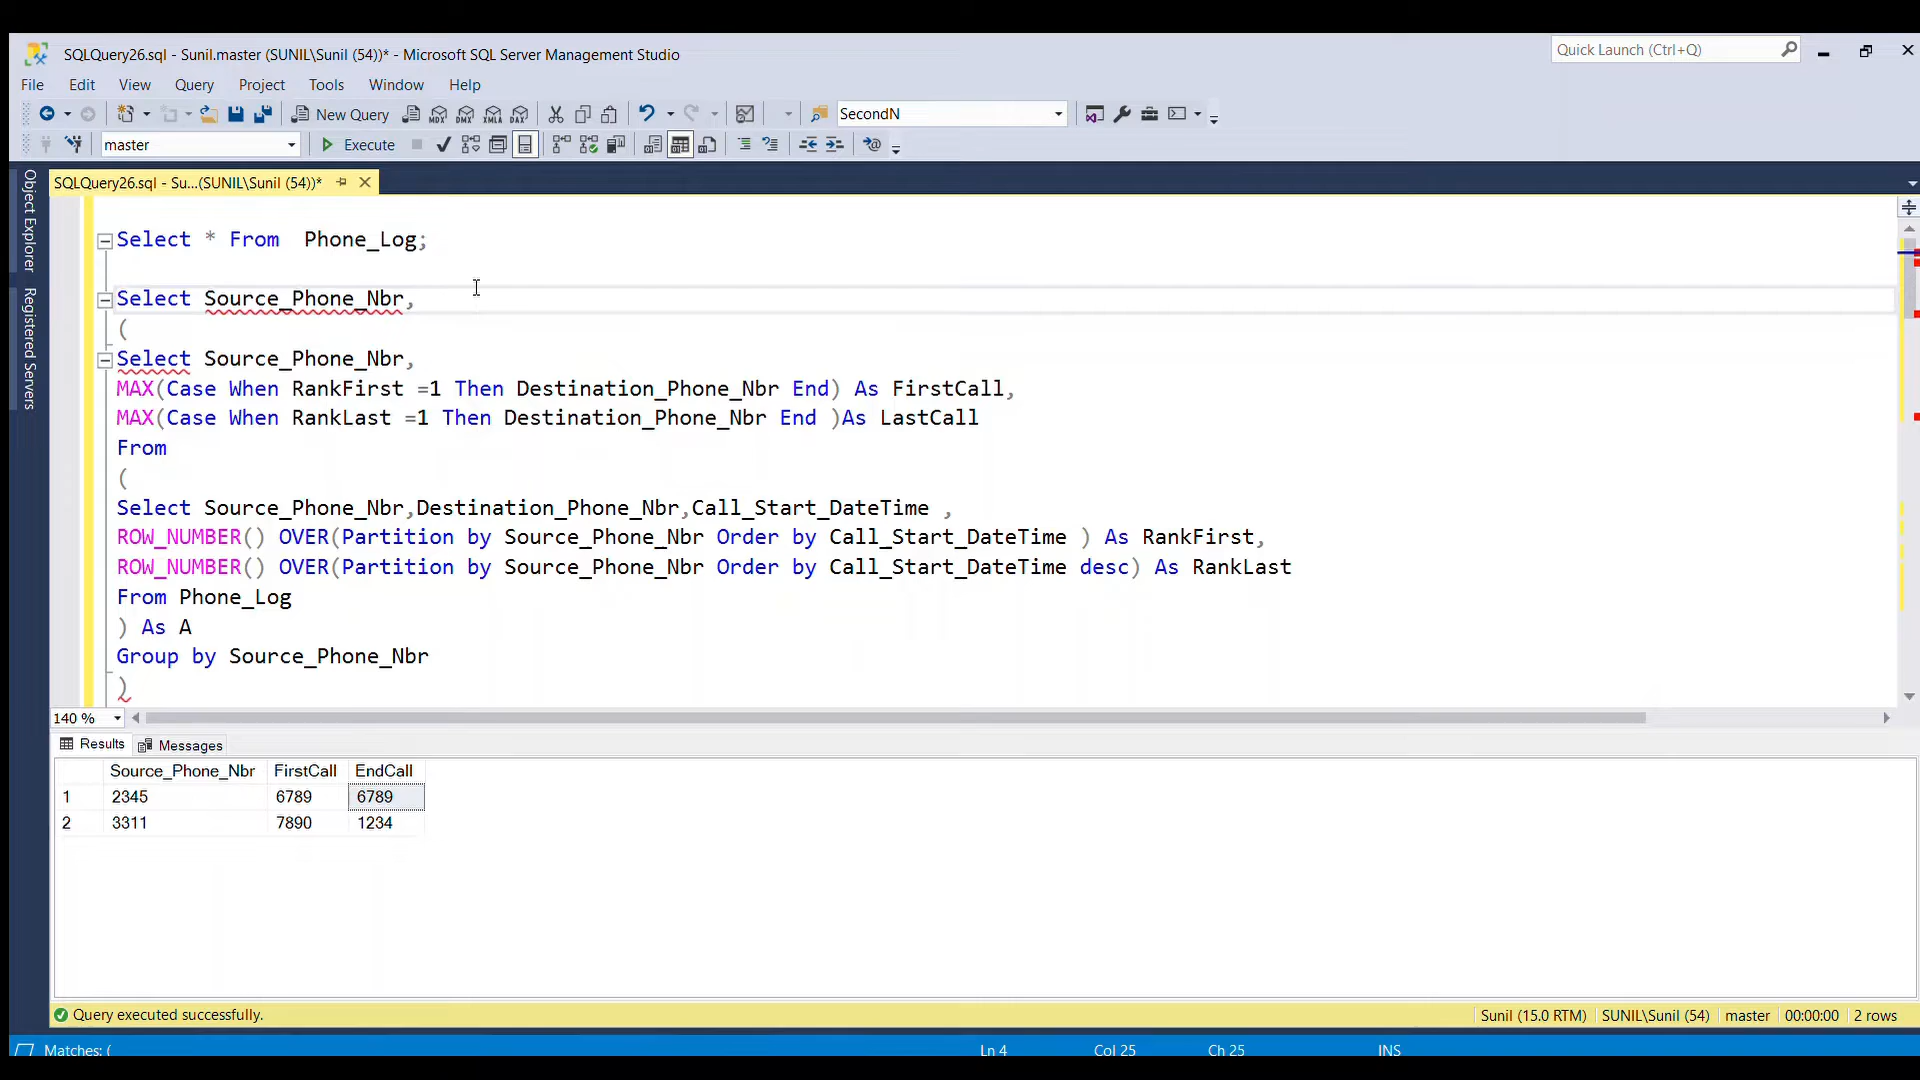 SQLQuery26.sql - Sunil.master (SUNIL\Sunil (54))* - Microsoft SQL Server Management Studio
Quick Launch (Ctrl+Q)
File Edit View Query Project Tools Window Help
New Query MDX DMX XMLA DAX SecondN
master Execute
SQLQuery26.sql - Su...(SUNIL\Sunil (54))*
Object Explorer
Registered Servers
Select * From  Phone_Log;
Select Source_Phone_Nbr,
(
Select Source_Phone_Nbr,
MAX(Case When RankFirst =1 Then Destination_Phone_Nbr End) As FirstCall,
MAX(Case When RankLast =1 Then Destination_Phone_Nbr End )As LastCall
From
(
Select Source_Phone_Nbr,Destination_Phone_Nbr,Call_Start_DateTime ,
ROW_NUMBER() OVER(Partition by Source_Phone_Nbr Order by Call_Start_DateTime ) As RankFirst,
ROW_NUMBER() OVER(Partition by Source_Phone_Nbr Order by Call_Start_DateTime desc) As RankLast
From Phone_Log
) As A
Group by Source_Phone_Nbr
)
140 %
Results Messages
Source_Phone_Nbr FirstCall EndCall
1 2345 6789 6789
2 3311 7890 1234
Query executed successfully. Sunil (15.0 RTM) SUNIL\Sunil (54) master 00:00:00 2 rows
Matches: ( Ln 4 Col 25 Ch 25 INS